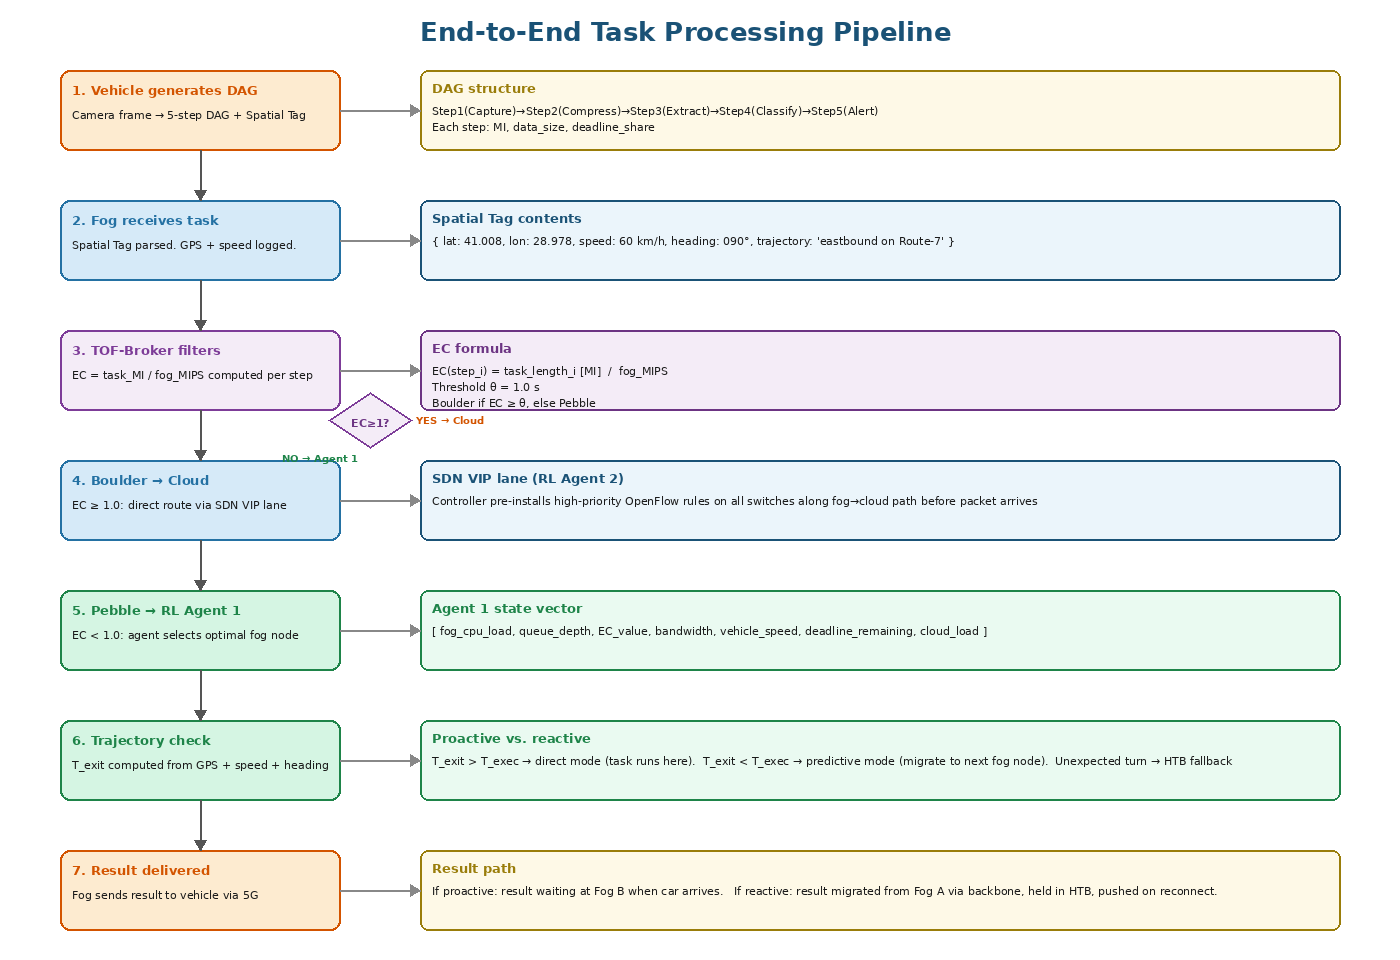 End-to-End Task Processing Pipeline
1. Vehicle generates DAG
Camera frame → 5-step DAG + Spatial Tag
DAG structure
Step1(Capture)→Step2(Compress)→Step3(Extract)→Step4(Classify)→Step5(Alert)
Each step: MI, data_size, deadline_share
2. Fog receives task
Spatial Tag parsed. GPS + speed logged.
Spatial Tag contents
{ lat: 41.008, lon: 28.978, speed: 60 km/h, heading: 090°, trajectory: 'eastbound on Route-7' }
3. TOF-Broker filters
EC = task_MI / fog_MIPS computed per step
EC formula
EC(step_i) = task_length_i [MI]  /  fog_MIPS
Threshold θ = 1.0 s
Boulder if EC ≥ θ, else Pebble
EC≥1?
YES → Cloud
NO → Agent 1
4. Boulder → Cloud
EC ≥ 1.0: direct route via SDN VIP lane
SDN VIP lane (RL Agent 2)
Controller pre-installs high-priority OpenFlow rules on all switches along fog→cloud path before packet arrives
5. Pebble → RL Agent 1
EC < 1.0: agent selects optimal fog node
Agent 1 state vector
[ fog_cpu_load, queue_depth, EC_value, bandwidth, vehicle_speed, deadline_remaining, cloud_load ]
6. Trajectory check
T_exit computed from GPS + speed + heading
Proactive vs. reactive
T_exit > T_exec → direct mode (task runs here).  T_exit < T_exec → predictive mode (migrate to next fog node).  Unexpected turn → HTB fallback
7. Result delivered
Fog sends result to vehicle via 5G
Result path
If proactive: result waiting at Fog B when car arrives.   If reactive: result migrated from Fog A via backbone, held in HTB, pushed on reconnect.